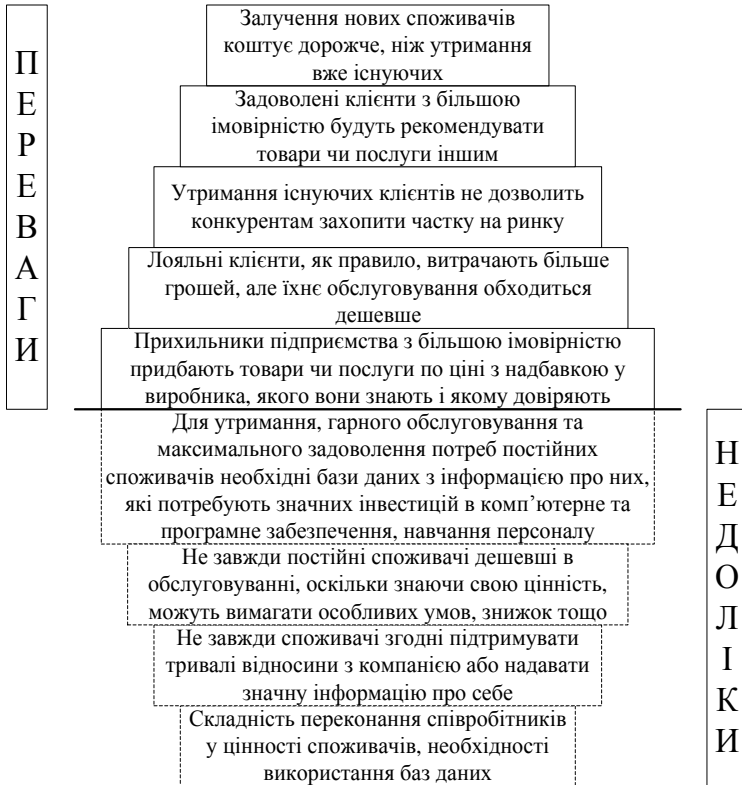 ПЕРЕВАГИ
Залучення нових споживачів
коштує дорожче, ніж утримання
вже існуючих
Задоволені клієнти з більшою
імовірністю будуть рекомендувати
товари чи послуги іншим
Утримання існуючих клієнтів не дозволить
конкурентам захопити частку на ринку
Лояльні клієнти, як правило, витрачають більше
грошей, але їхнє обслуговування обходиться
дешевше
Прихильники підприємства з більшою імовірністю
придбають товари чи послуги по ціні з надбавкою у
виробника, якого вони знають і якому довіряють
НЕДОЛІКИ
Для утримання, гарного обслуговування та
максимального задоволення потреб постійних
споживачів необхідні бази даних з інформацією про них,
які потребують значних інвестицій в комп’ютерне та
програмне забезпечення, навчання персоналу
Не завжди постійні споживачі дешевші в
обслуговуванні, оскільки знаючи свою цінність,
можуть вимагати особливих умов, знижок тощо
Не завжди споживачі згодні підтримувати
тривалі відносини з компанією або надавати
значну інформацію про себе
Складність переконання співробітників
у цінності споживачів, необхідності
використання баз даних